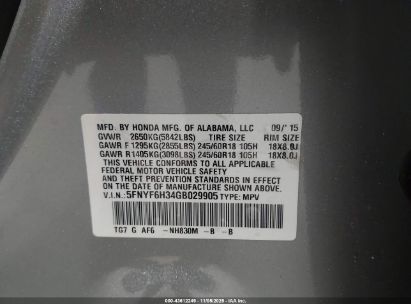 MFD. BY HONDA MFG. OF ALABAMA, LLC 09/'15
GVWR 2650KG(5842LBS) TIRE SIZE RIM SIZE
GAWR F 1295KG(2855LBS) 245/60R18 105H 18X8.0J
GAWR R 1405KG(3098LBS) 245/60R18 105H 18X8.0J
THIS VEHICLE CONFORMS TO ALL APPLICABLE
FEDERAL MOTOR VEHICLE SAFETY
AND THEFT PREVENTION STANDARDS IN EFFECT
ON THE DATE OF MANUFACTURE SHOWN ABOVE.
V.I.N.: 5FNYF6H34GB029905 TYPE: MPV
TG7 G AF6 -NH830M -B -B